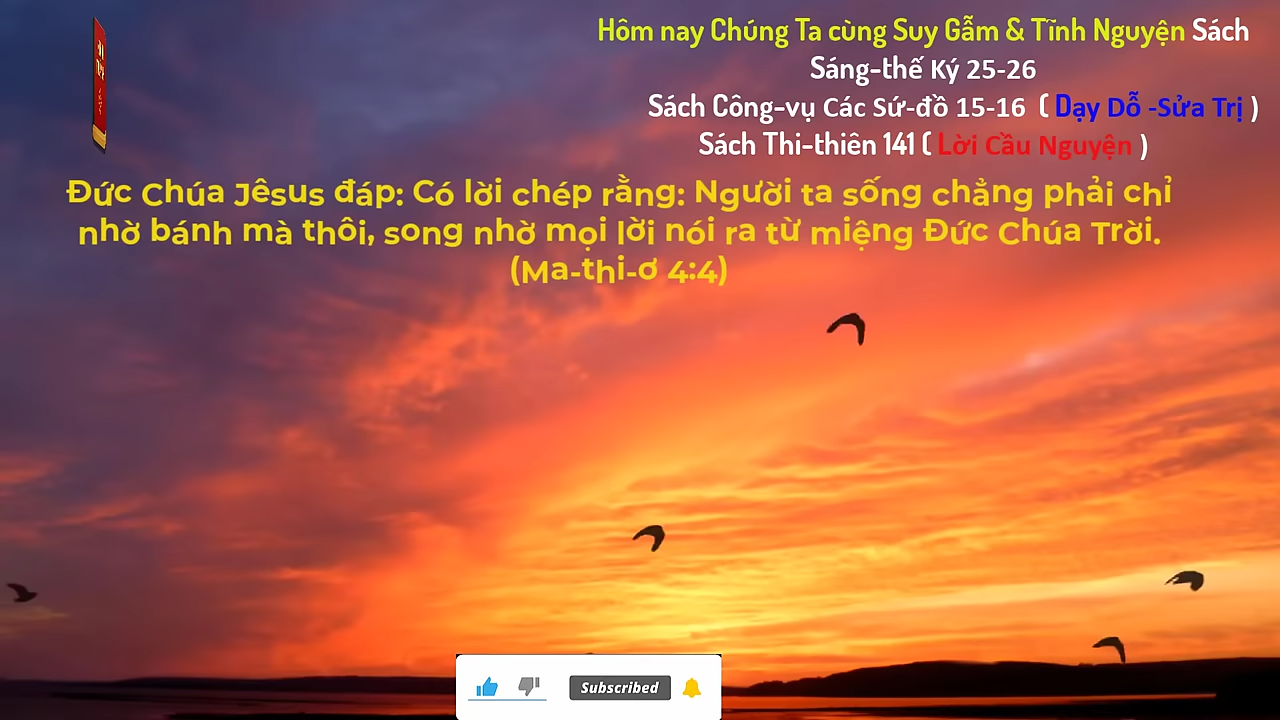 Hôm nay Chúng Ta cùng Suy Gẫm & Tĩnh Nguyện Sách
Sáng-thế Ký 25-26
Sách Công-vụ Các Sứ-đồ 15-16 ( Dạy Dỗ -Sửa Trị )
Sách Thi-thiên 141 ( Lời Cầu Nguyện )
Đức Chúa Jêsus đáp: Có lời chép rằng: Người ta sống chẳng phải chỉ
nhờ bánh mà thôi, song nhờ mọi lời nói ra từ miệng Đức Chúa Trời.
(Ma-thi-ơ 4:4)
Subscribed